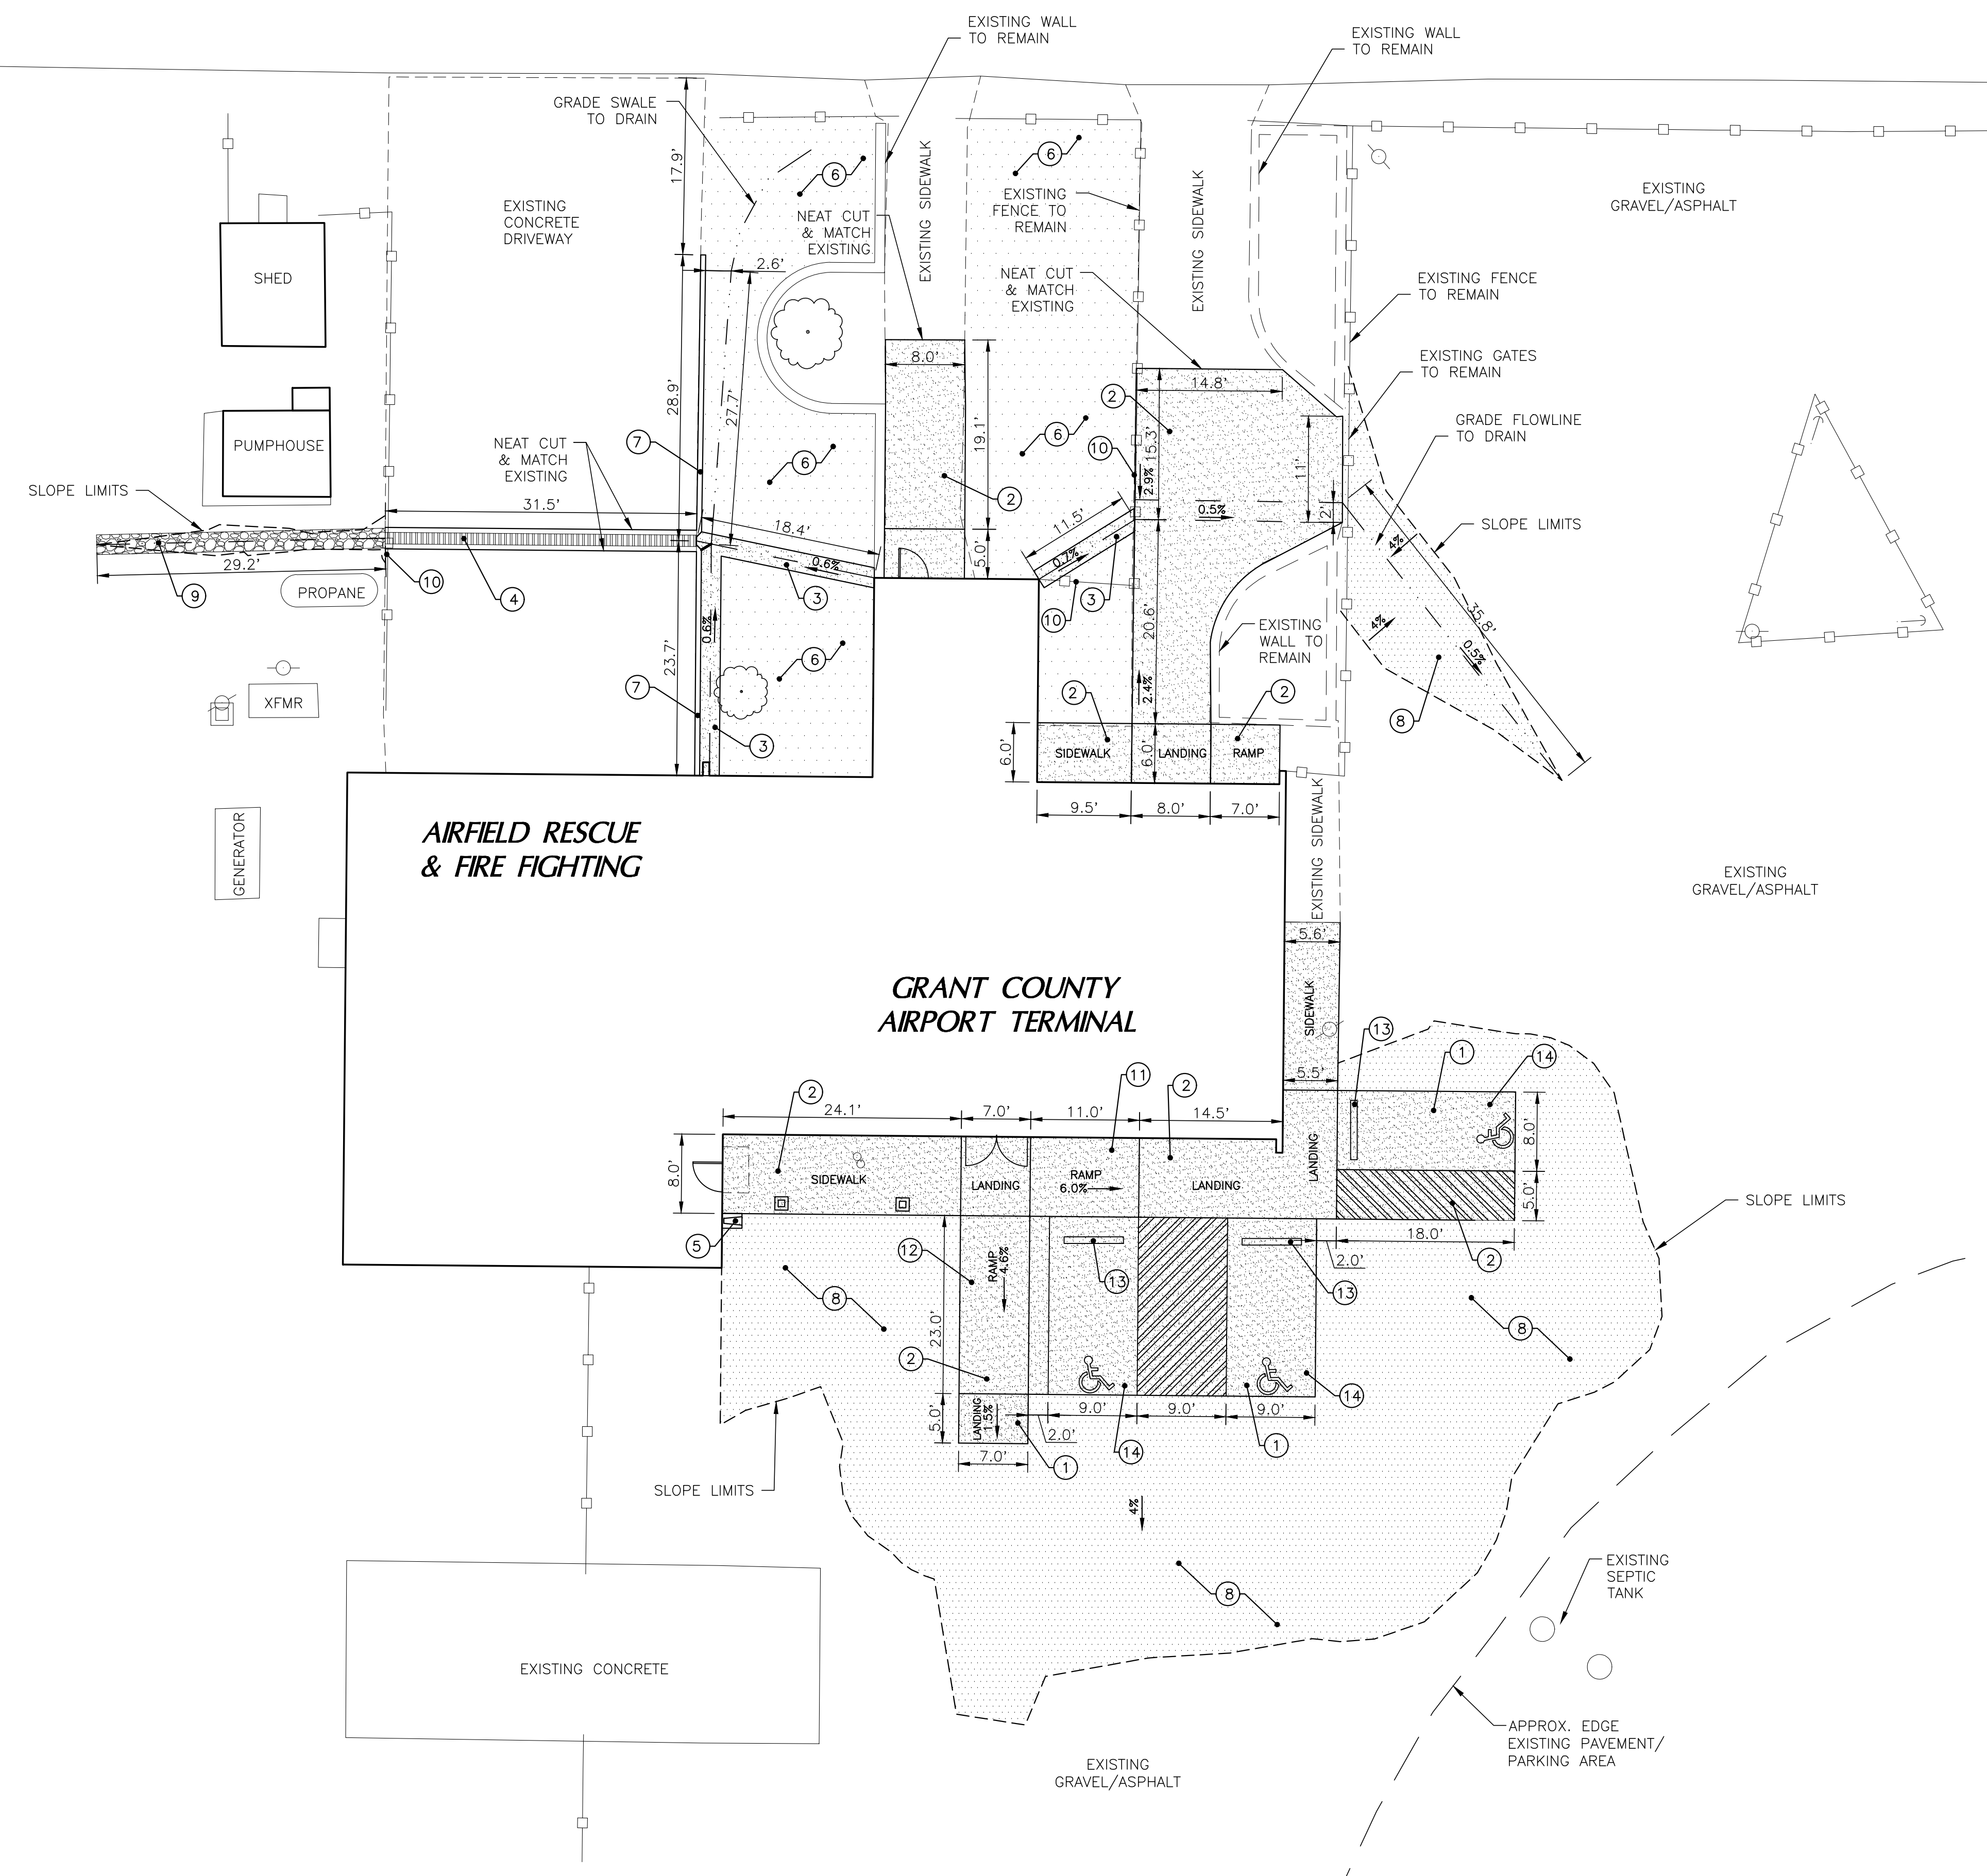 EXISTING WALL
TO REMAIN
EXISTING WALL
TO REMAIN
GRADE SWALE
TO DRAIN
17.9'
6
6
EXISTING SIDEWALK
EXISTING
FENCE TO
REMAIN
EXISTING SIDEWALK
EXISTING
GRAVEL/ASPHALT
EXISTING
CONCRETE
DRIVEWAY
NEAT CUT
& MATCH
EXISTING
SHED
2.6'
NEAT CUT
& MATCH
EXISTING
EXISTING FENCE
TO REMAIN
EXISTING GATES
TO REMAIN
8.0'
14.8'
2
28.9'
27.7'
GRADE FLOWLINE
TO DRAIN
PUMPHOUSE
NEAT CUT
& MATCH
EXISTING
7
6
19.1'
6
10
15.3'
2.9%
11'
SLOPE LIMITS
31.5'
2
11.5'
0.5%
2'
SLOPE LIMITS
18.4'
0.6%
5.0'
0.7%
4%
29.2'
9
PROPANE
10
4
3
3
10
35.8'
4%
0.5%
0.6%
23.7'
6
20.6'
EXISTING
WALL TO
REMAIN
XFMR
7
2
2.4%
2
8
3
6.0'
SIDEWALK
6.0'
LANDING
RAMP
9.5'
8.0'
7.0'
EXISTING SIDEWALK
GENERATOR
AIRFIELD RESCUE
& FIRE FIGHTING
EXISTING
GRAVEL/ASPHALT
5.6'
GRANT COUNTY
AIRPORT TERMINAL
SIDEWALK
13
1
14
5.5'
2
11
2
24.1'
7.0'
11.0'
14.5'
8.0'
8.0'
SIDEWALK
LANDING
RAMP
6.0%
LANDING
LANDING
5.0'
SLOPE LIMITS
5
18.0'
2.0'
2
12
RAMP
4.6%
13
13
8
8
23.0'
2
14
5.0'
LANDING
1.5%
9.0'
9.0'
9.0'
2.0'
14
1
7.0'
1
SLOPE LIMITS
4%
8
EXISTING
SEPTIC
TANK
EXISTING CONCRETE
APPROX. EDGE
EXISTING PAVEMENT/
PARKING AREA
EXISTING
GRAVEL/ASPHALT